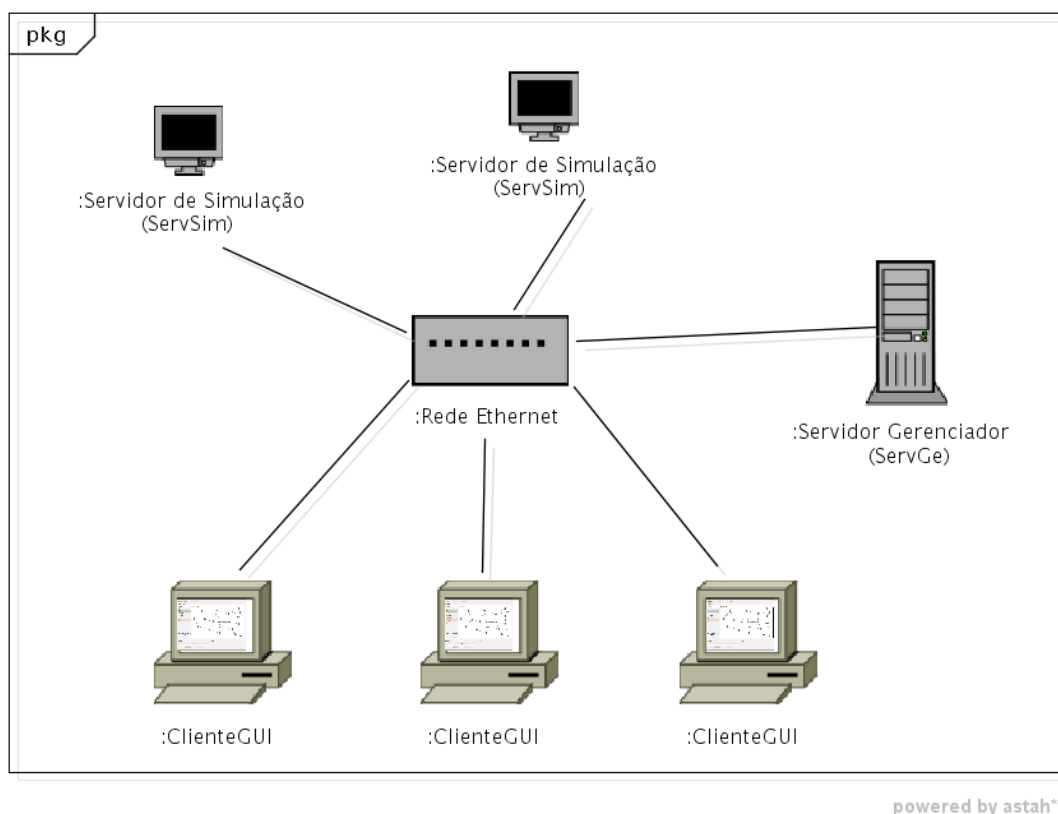 pkg
:Servidor de Simulação
(ServSim)
:Servidor de Simulação
(ServSim)
:Rede Ethernet
:Servidor Gerenciador
(ServGe)
:ClienteGUI
:ClienteGUI
:ClienteGUI
powered by astah*